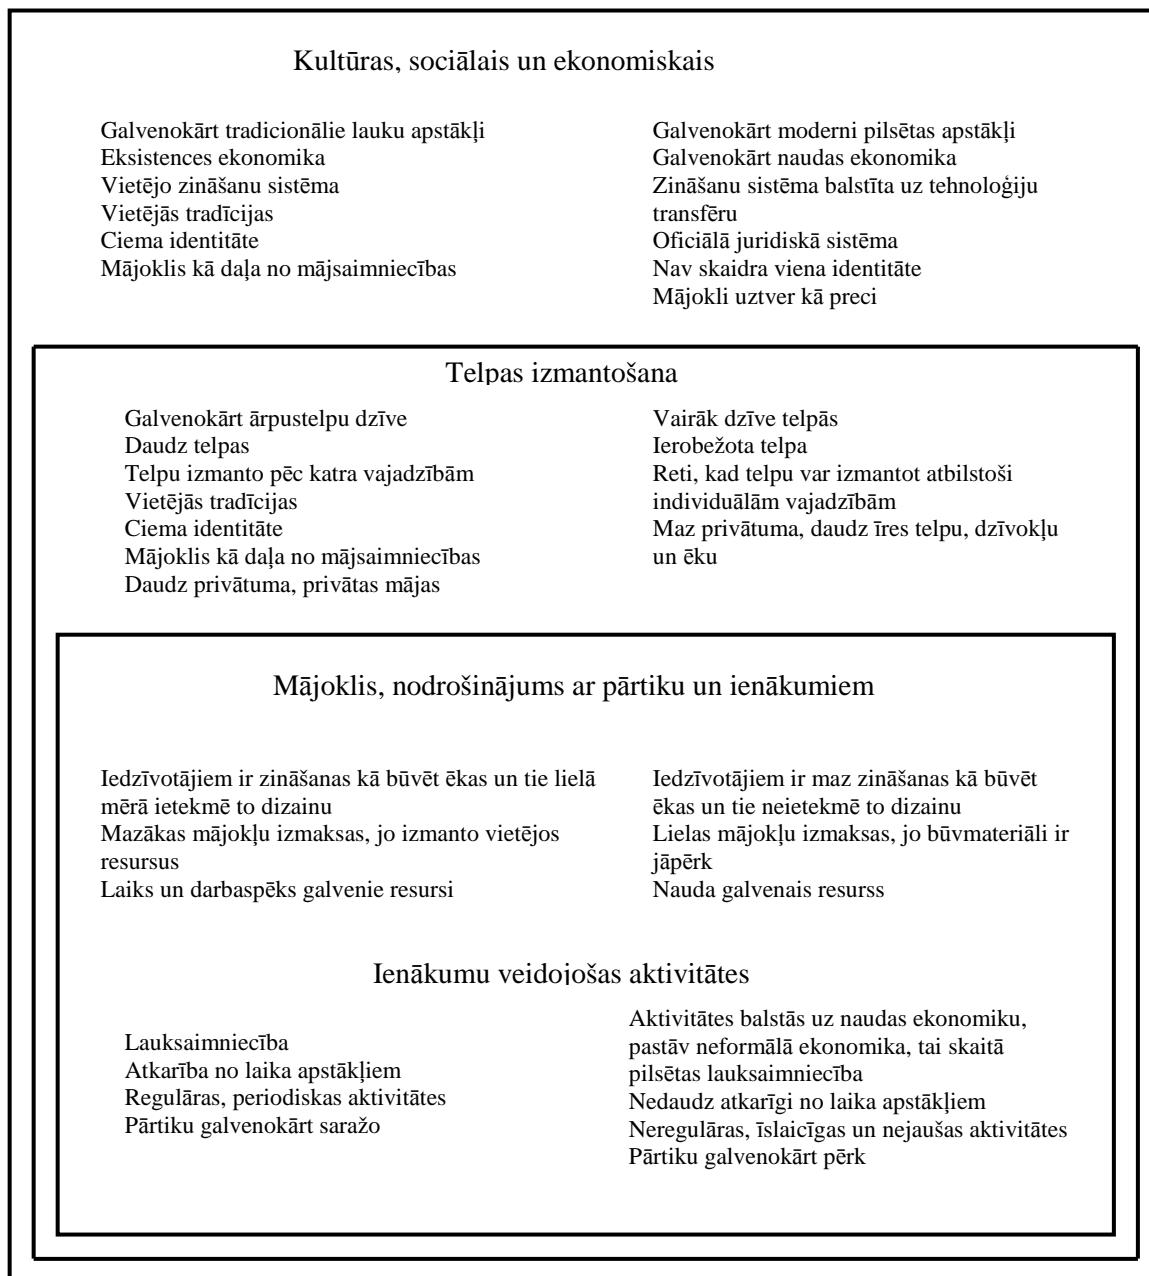 Kultūras, sociālais un ekonomiskais
Galvenokārt tradicionālie lauku apstākļi
Eksistences ekonomika
Vietējo zināšanu sistēma
Vietējās tradīcijas
Ciema identitāte
Mājoklis kā daļa no mājsaimniecības
Galvenokārt moderni pilsētas apstākļi
Galvenokārt naudas ekonomika
Zināšanu sistēma balstīta uz tehnoloģiju
transfēru
Oficiālā juridiskā sistēma
Nav skaidra viena identitāte
Mājokli uztver kā preci
Telpas izmantošana
Galvenokārt ārpustelpu dzīve
Daudz telpas
Telpu izmanto pēc katra vajadzībām
Vietējās tradīcijas
Ciema identitāte
Mājoklis kā daļa no mājsaimniecības
Daudz privātuma, privātas mājas
Vairāk dzīve telpās
Ierobežota telpa
Reti, kad telpu var izmantot atbilstoši
individuālām vajadzībām
Maz privātuma, daudz īres telpu, dzīvokļu
un ēku
Mājoklis, nodrošinājums ar pārtiku un ienākumiem
Iedzīvotājiem ir zināšanas kā būvēt ēkas un tie lielā
mērā ietekmē to dizainu
Mazākas mājokļu izmaksas, jo izmanto vietējos
resursus
Laiks un darbaspēks galvenie resursi
Iedzīvotājiem ir maz zināšanas kā būvēt
ēkas un tie neietekmē to dizainu
Lielas mājokļu izmaksas, jo būvmateriāli ir
jāpērk
Nauda galvenais resurss
Ienākumu veidojošas aktivitātes
Lauksaimniecība
Atkarība no laika apstākļiem
Regulāras, periodiskas aktivitātes
Pārtiku galvenokārt saražo
Aktivitātes balstās uz naudas ekonomiku,
pastāv neformālā ekonomika, tai skaitā
pilsētas lauksaimniecība
Nedaudz atkarīgi no laika apstākļiem
Neregulāras, īslaicīgas un nejaušas aktivitātes
Pārtiku galvenokārt pērk